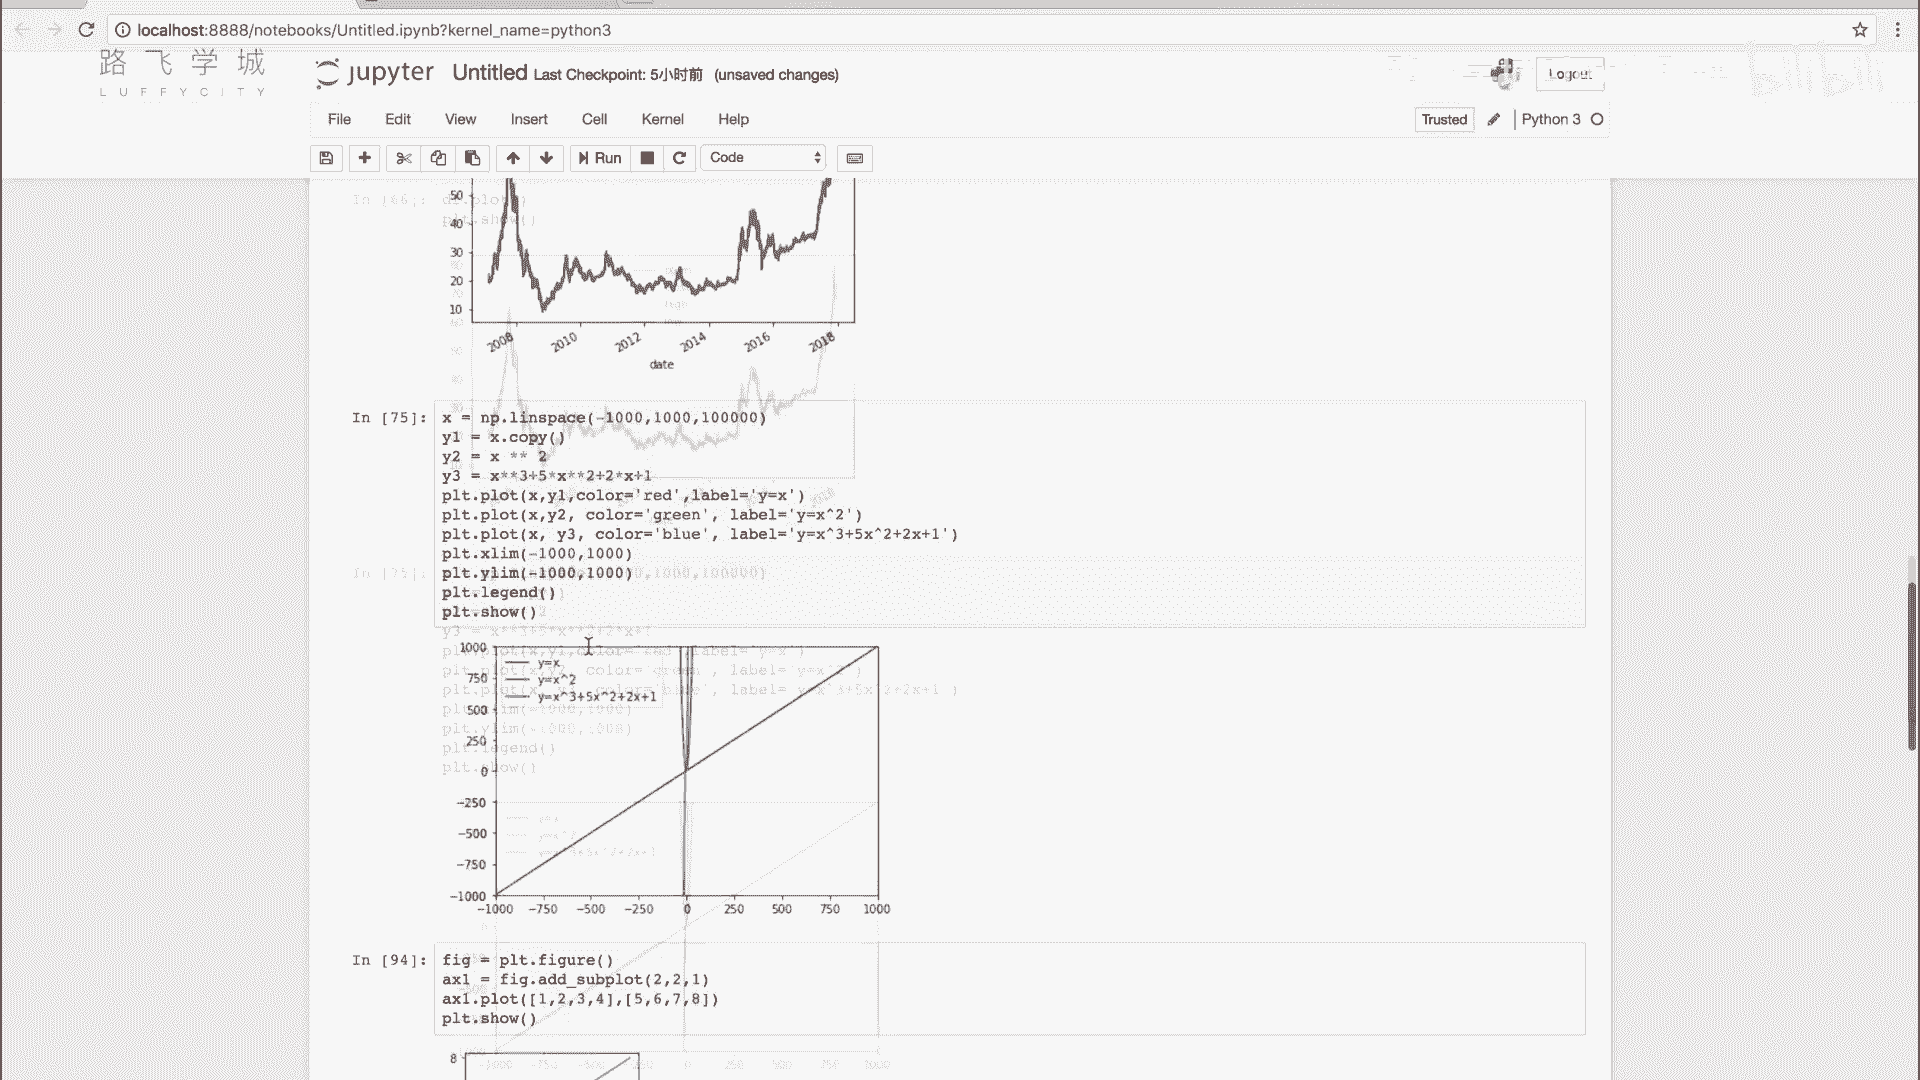 localhost:8888/notebooks/Untitled.ipynb?kernel_name=python3
路飞学城
LUFFYCITY
bilibili
jupyter Untitled Last Checkpoint: 5小时前 (unsaved changes)
Logout
File Edit View Insert Cell Kernel Help
Trusted Python 3
Run Code
In [66]: df.plot()
plt.show()
50
40
30
20
10
2008 2010 2012 2014 2016 2018
date
In [75]: x = np.linspace(-1000,1000,100000)
y1 = x.copy()
y2 = x ** 2
y3 = x**3+5*x**2+2*x+1
plt.plot(x,y1,color='red',label='y=x')
plt.plot(x,y2, color='green', label='y=x^2')
plt.plot(x, y3, color='blue', label='y=x^3+5x^2+2x+1')
plt.xlim(-1000,1000)
plt.ylim(-1000,1000)
plt.legend()
plt.show()
1000
750
500
250
0
−250
−500
−750
−1000
y=x
y=x^2
y=x^3+5x^2+2x+1
−1000 −750 −500 −250 0 250 500 750 1000
In [94]: fig = plt.figure()
ax1 = fig.add_subplot(2,2,1)
ax1.plot([1,2,3,4],[5,6,7,8])
plt.show()
8